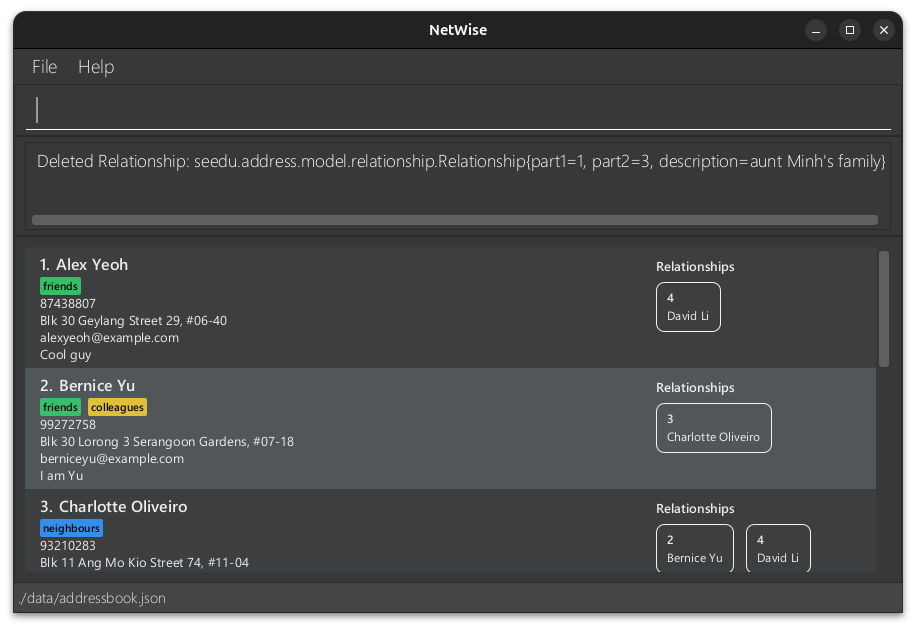 NetWise
File Help
Deleted Relationship: seedu.address.model.relationship.Relationship{part1=1, part2=3, description=aunt Minh's family}
1. Alex Yeoh
friends
87438807
Blk 30 Geylang Street 29, #06-40
alexyeoh@example.com
Cool guy
Relationships
4
David Li
2. Bernice Yu
friends colleagues
99272758
Blk 30 Lorong 3 Serangoon Gardens, #07-18
berniceyu@example.com
I am Yu
Relationships
3
Charlotte Oliveiro
3. Charlotte Oliveiro
neighbours
93210283
Blk 11 Ang Mo Kio Street 74, #11-04
Relationships
2 4
Bernice Yu David Li
./data/addressbook.json